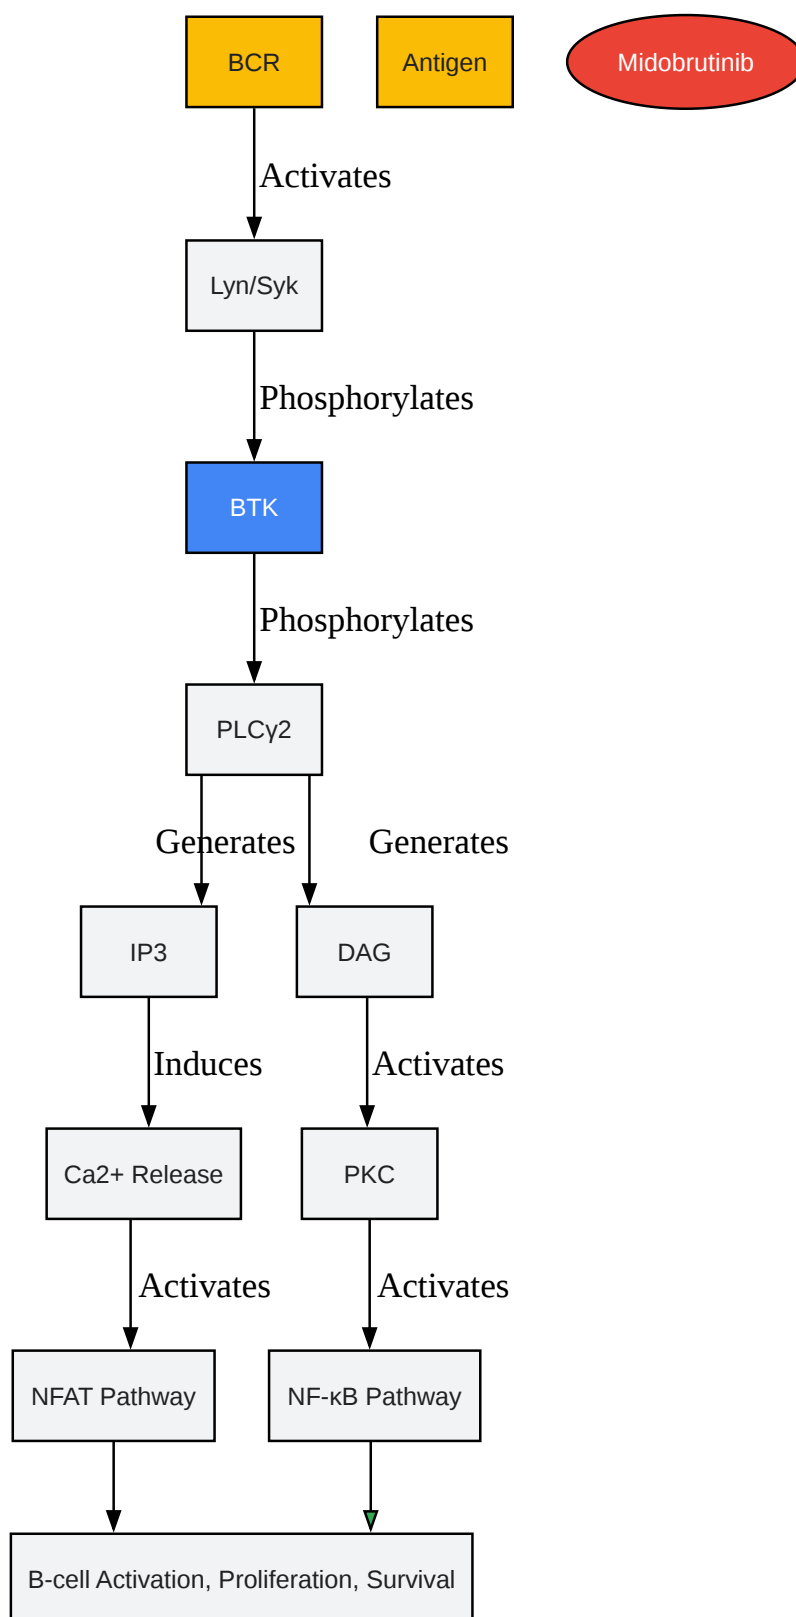 BCR
Antigen
Midobrutinib
Activates
Lyn/Syk
Phosphorylates
BTK
Phosphorylates
PLCγ2
Generates
Generates
IP3
DAG
Induces
Activates
Ca2+ Release
PKC
Activates
Activates
NFAT Pathway
NF-κB Pathway
B-cell Activation, Proliferation, Survival